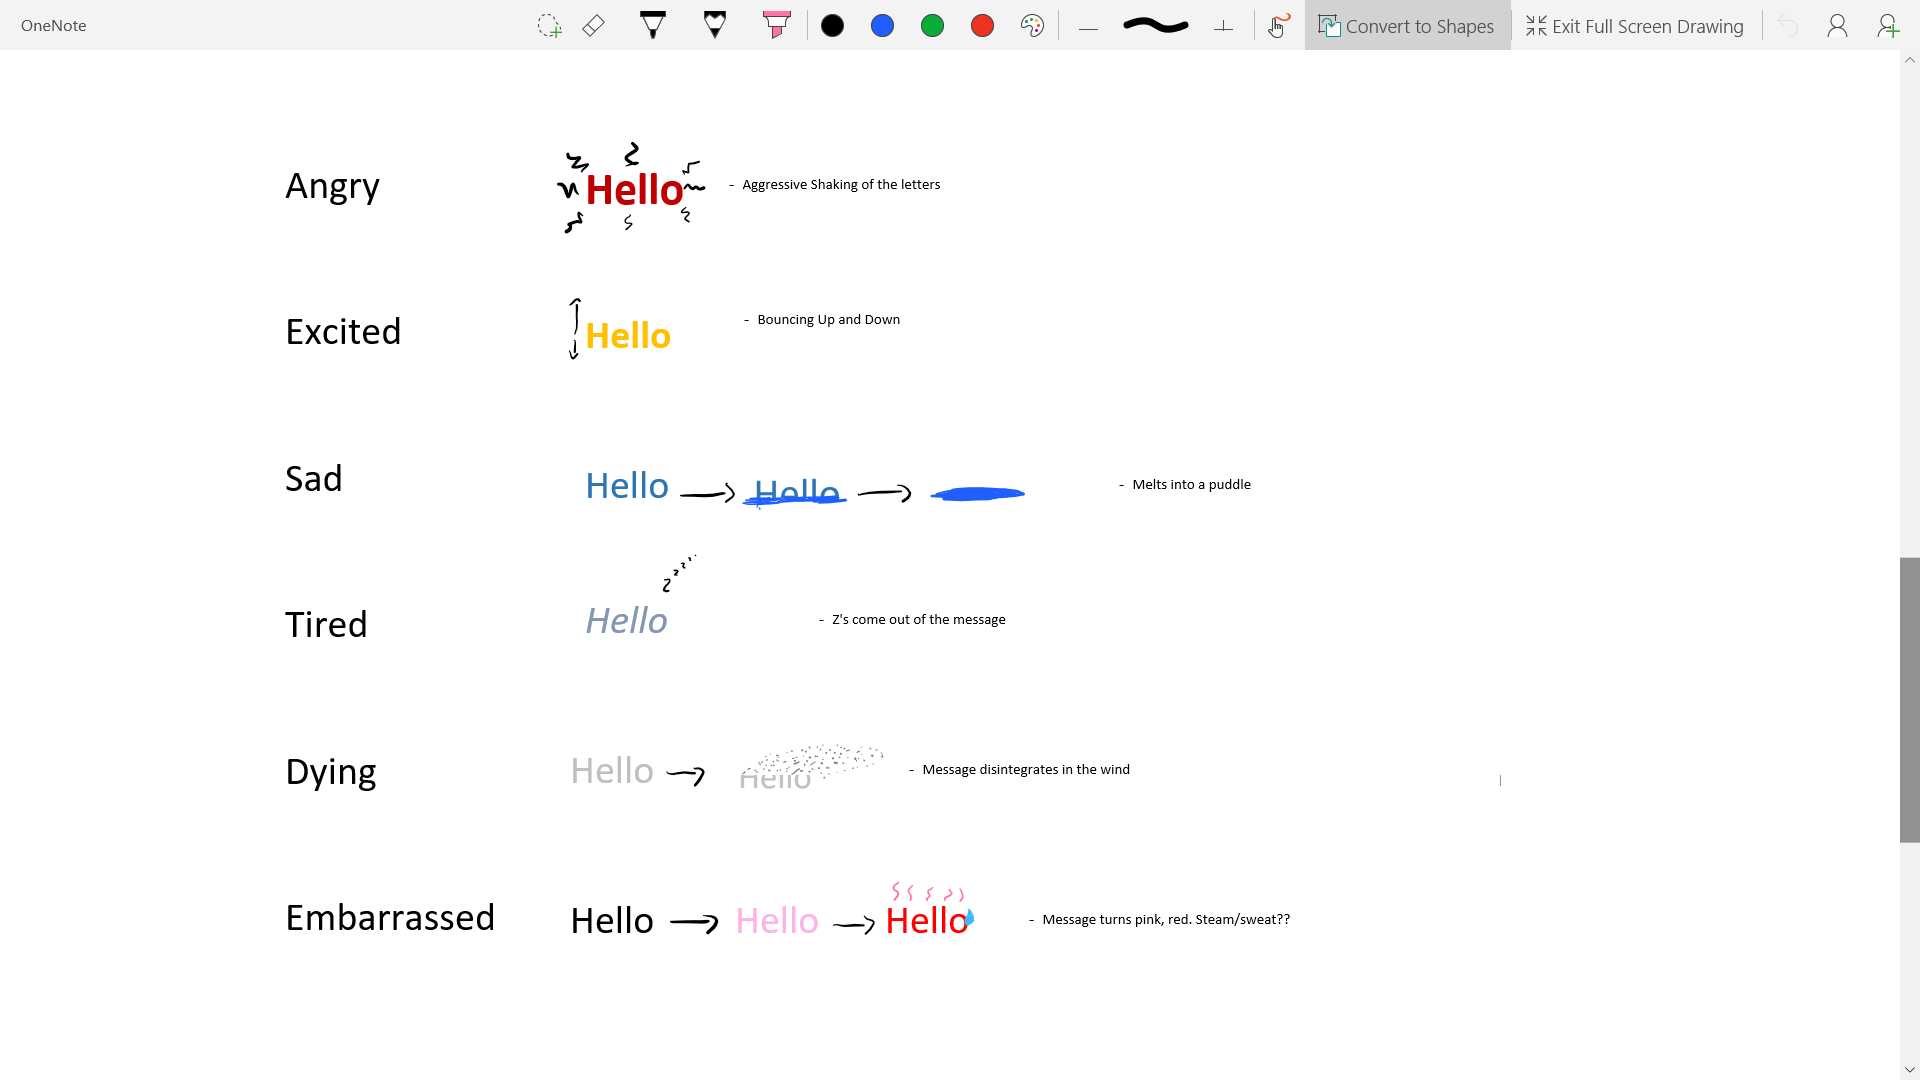 OneNote
Convert to Shapes
Exit Full Screen Drawing
Angry
Hello
- Aggressive Shaking of the letters
Excited
Hello
- Bouncing Up and Down
Sad
Hello
Hello
- Melts into a puddle
z z z z
Tired
Hello
- Z's come out of the message
Dying
Hello
Hello
- Message disintegrates in the wind
Embarrassed
Hello
Hello
Hello
- Message turns pink, red. Steam/sweat??